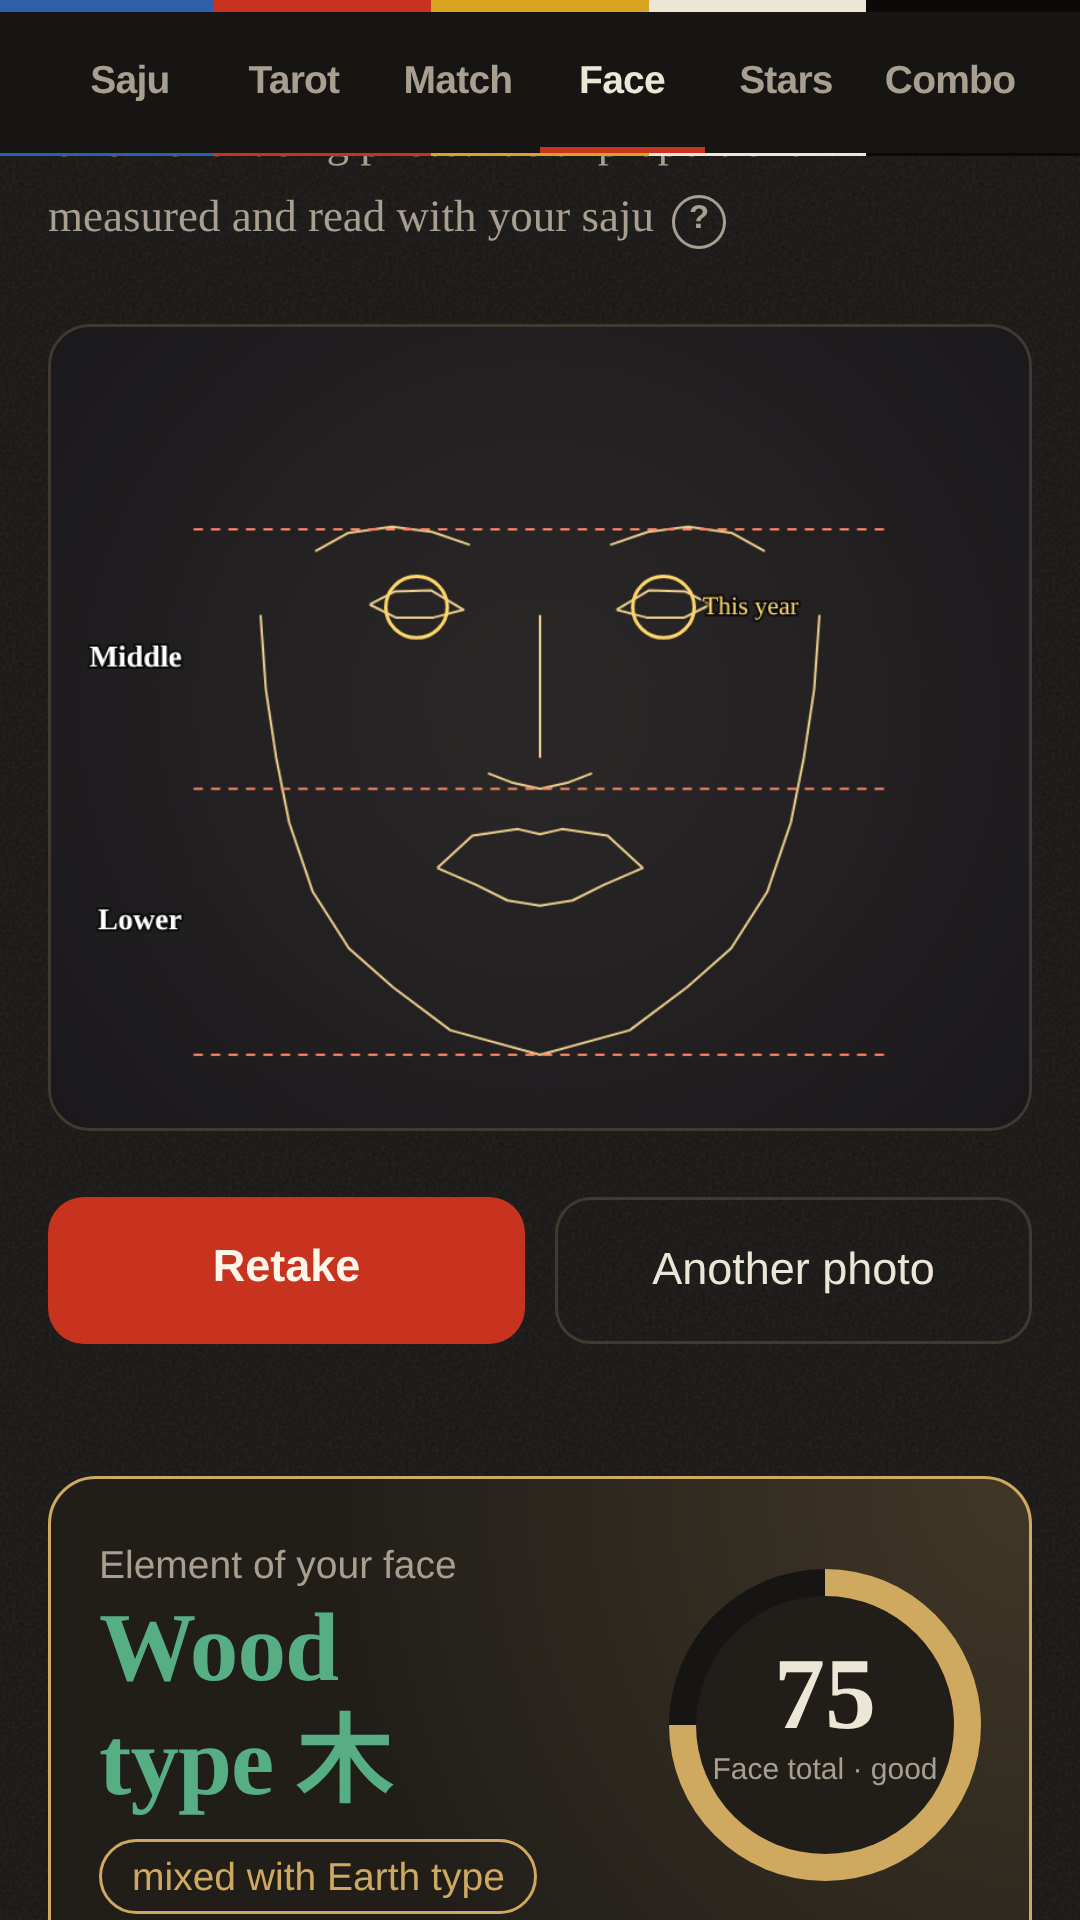 Saju Tarot Match Face Stars Combo
measured and read with your saju ?
This year
Middle
Lower
Retake Another photo
Element of your face
Wood
type 木
mixed with Earth type
75
Face total · good